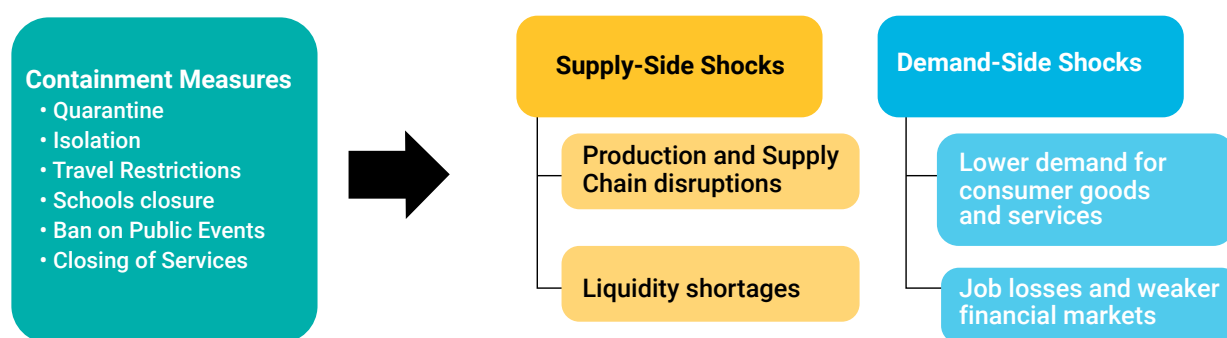 Containment Measures
• Quarantine
• Isolation
• Travel Restrictions
• Schools closure
• Ban on Public Events
• Closing of Services
Supply-Side Shocks
Production and Supply
Chain disruptions
Liquidity shortages
Demand-Side Shocks
Lower demand for
consumer goods
and services
Job losses and weaker
financial markets